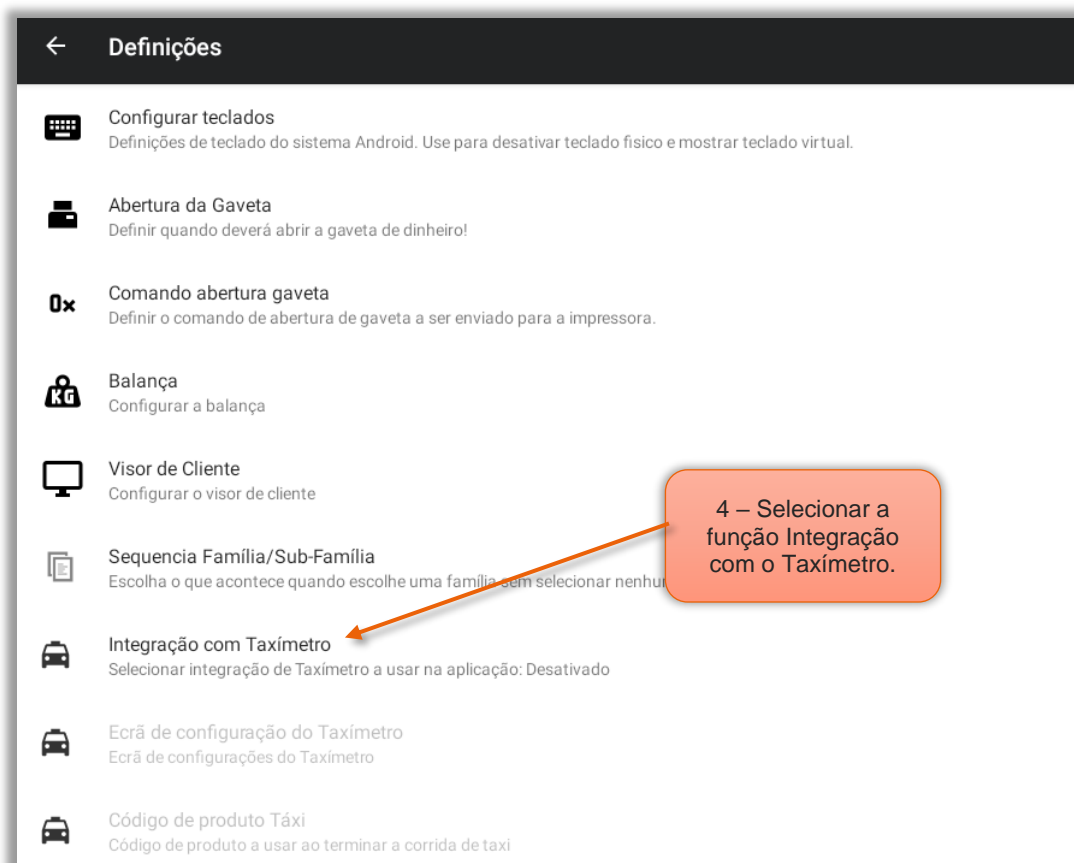 Definições
Configurar teclados
Definições de teclado do sistema Android. Use para desativar teclado fisico e mostrar teclado virtual.
Abertura da Gaveta
Definir quando deverá abrir a gaveta de dinheiro!
0x
Comando abertura gaveta
Definir o comando de abertura de gaveta a ser enviado para a impressora.
KG
Balança
Configurar a balança
Visor de Cliente
Configurar o visor de cliente
4 – Selecionar a
função Integração
com o Taxímetro.
Sequencia Família/Sub-Família
Escolha o que acontece quando escolhe uma família sem selecionar
Integração com Taxímetro
Selecionar integração de Taxímetro a usar na aplicação: Desativado
Ecrã de configuração do Taxímetro
Ecrã de configurações do Taxímetro
Código de produto Táxi
Código de produto a usar ao terminar a corrida de taxi